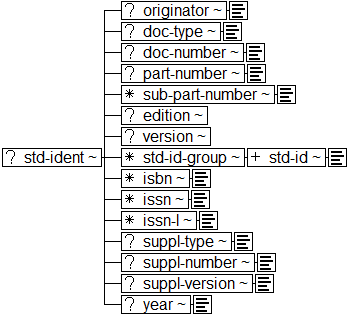 ? originator ~
? doc-type ~
? doc-number ~
? part-number ~
* sub-part-number ~
? edition ~
? version ~
? std-ident ~
* std-id-group ~ + std-id ~
* isbn ~
* issn ~
* issn-l ~
? suppl-type ~
? suppl-number ~
? suppl-version ~
? year ~